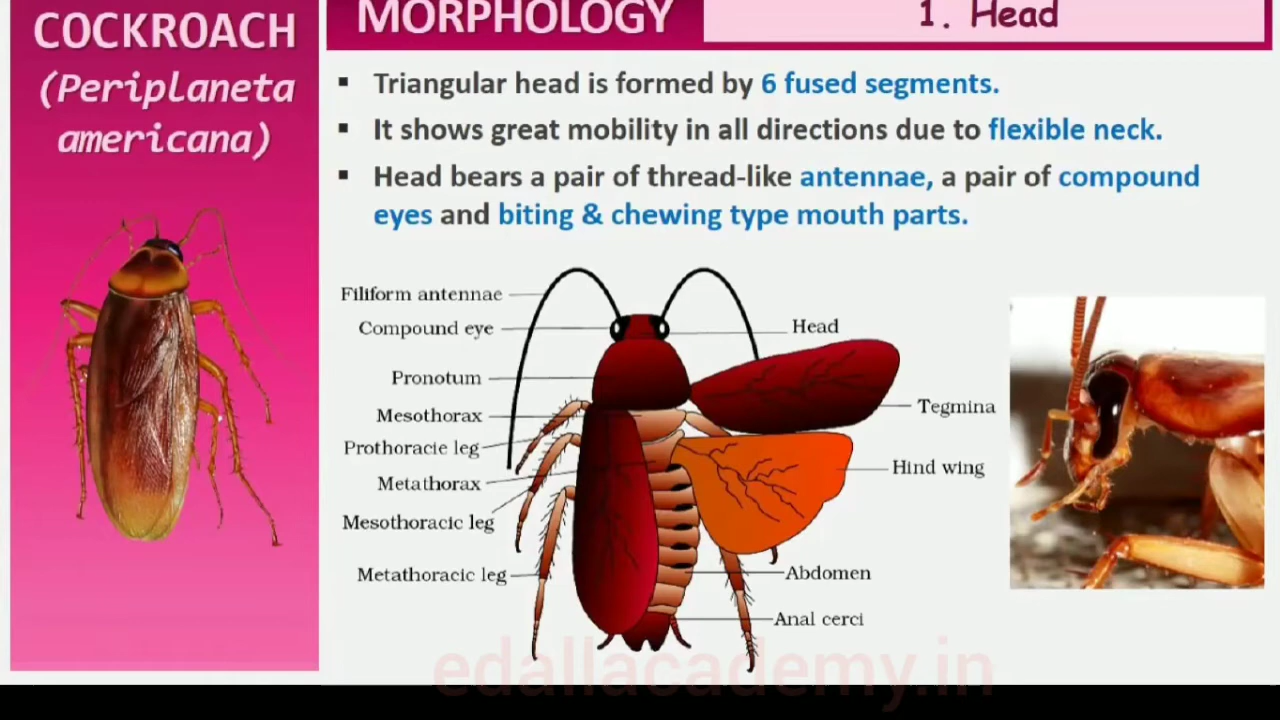 COCKROACH
(Periplaneta
americana)
MORPHOLOGY
1. Head
▪ Triangular head is formed by 6 fused segments.
▪ It shows great mobility in all directions due to flexible neck.
▪ Head bears a pair of thread-like antennae, a pair of compound
eyes and biting & chewing type mouth parts.
Filiform antennae
Compound eye
Head
Pronotum
Tegmina
Mesothorax
Prothoracie leg
Hind wing
Metathorax
Mesothoracic leg
Metathoracic leg
Abdomen
Anal cerci
edallacademy.in